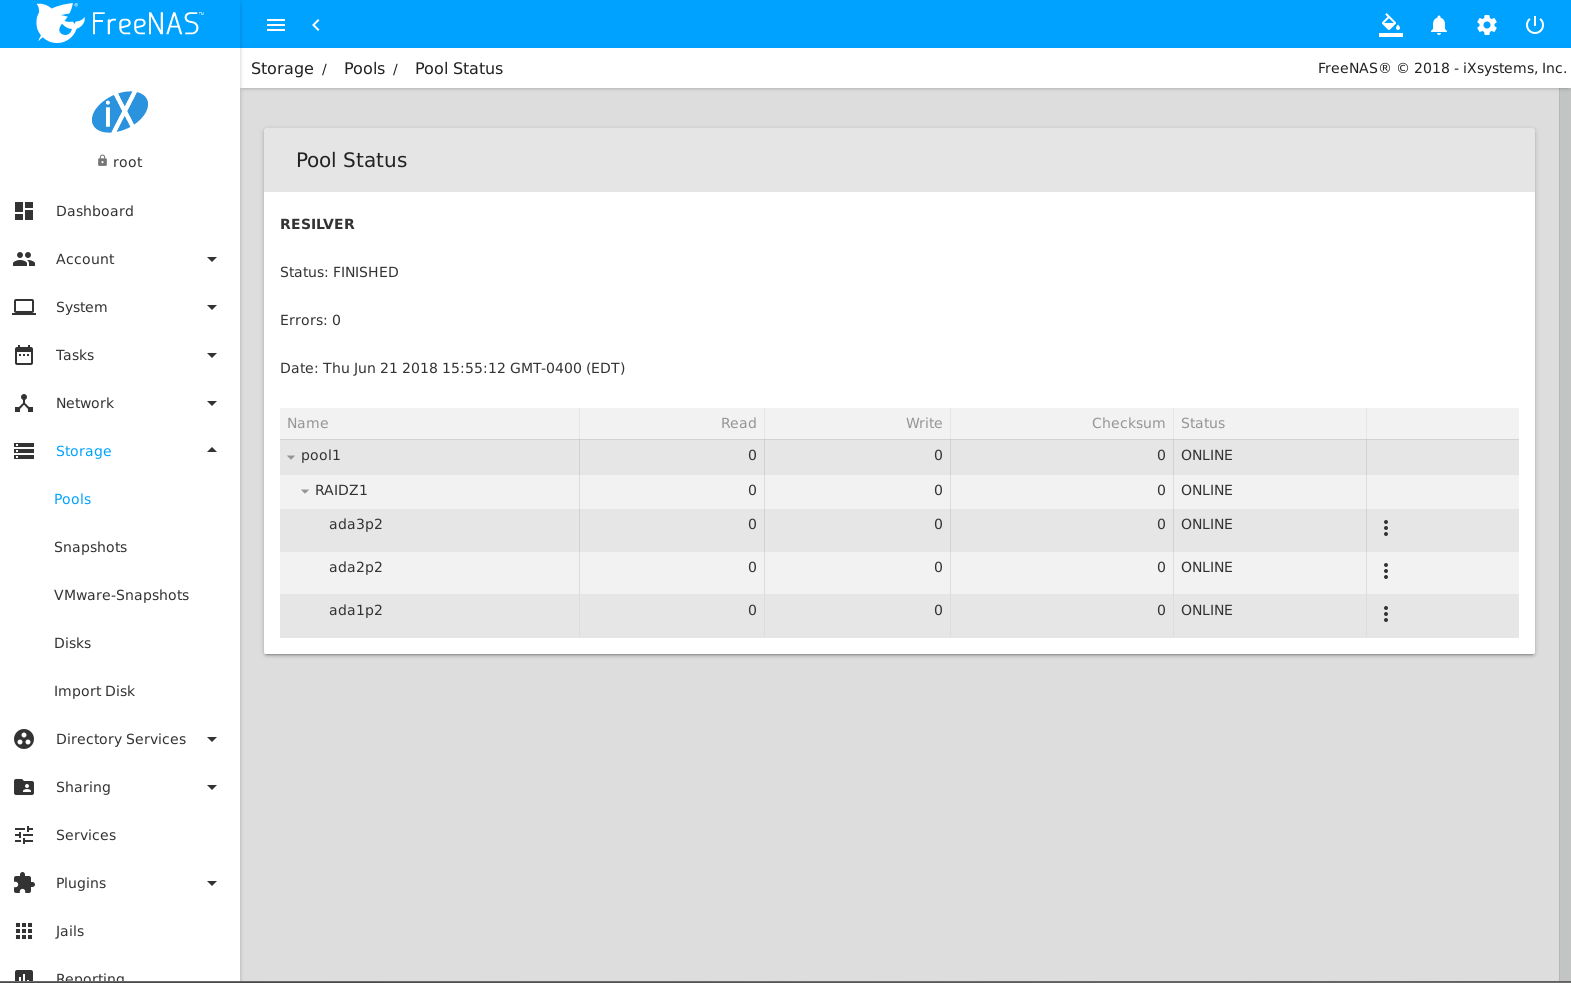 FreeNAS™
Storage / Pools / Pool Status
FreeNAS® © 2018 - iXsystems, Inc.
iX
root
Dashboard
Account
System
Tasks
Network
Storage
Pools
Snapshots
VMware-Snapshots
Disks
Import Disk
Directory Services
Sharing
Services
Plugins
Jails
Reporting
Pool Status
RESILVER
Status: FINISHED
Errors: 0
Date: Thu Jun 21 2018 15:55:12 GMT-0400 (EDT)
Name Read Write Checksum Status
pool1 0 0 0 ONLINE
RAIDZ1 0 0 0 ONLINE
ada3p2 0 0 0 ONLINE
ada2p2 0 0 0 ONLINE
ada1p2 0 0 0 ONLINE